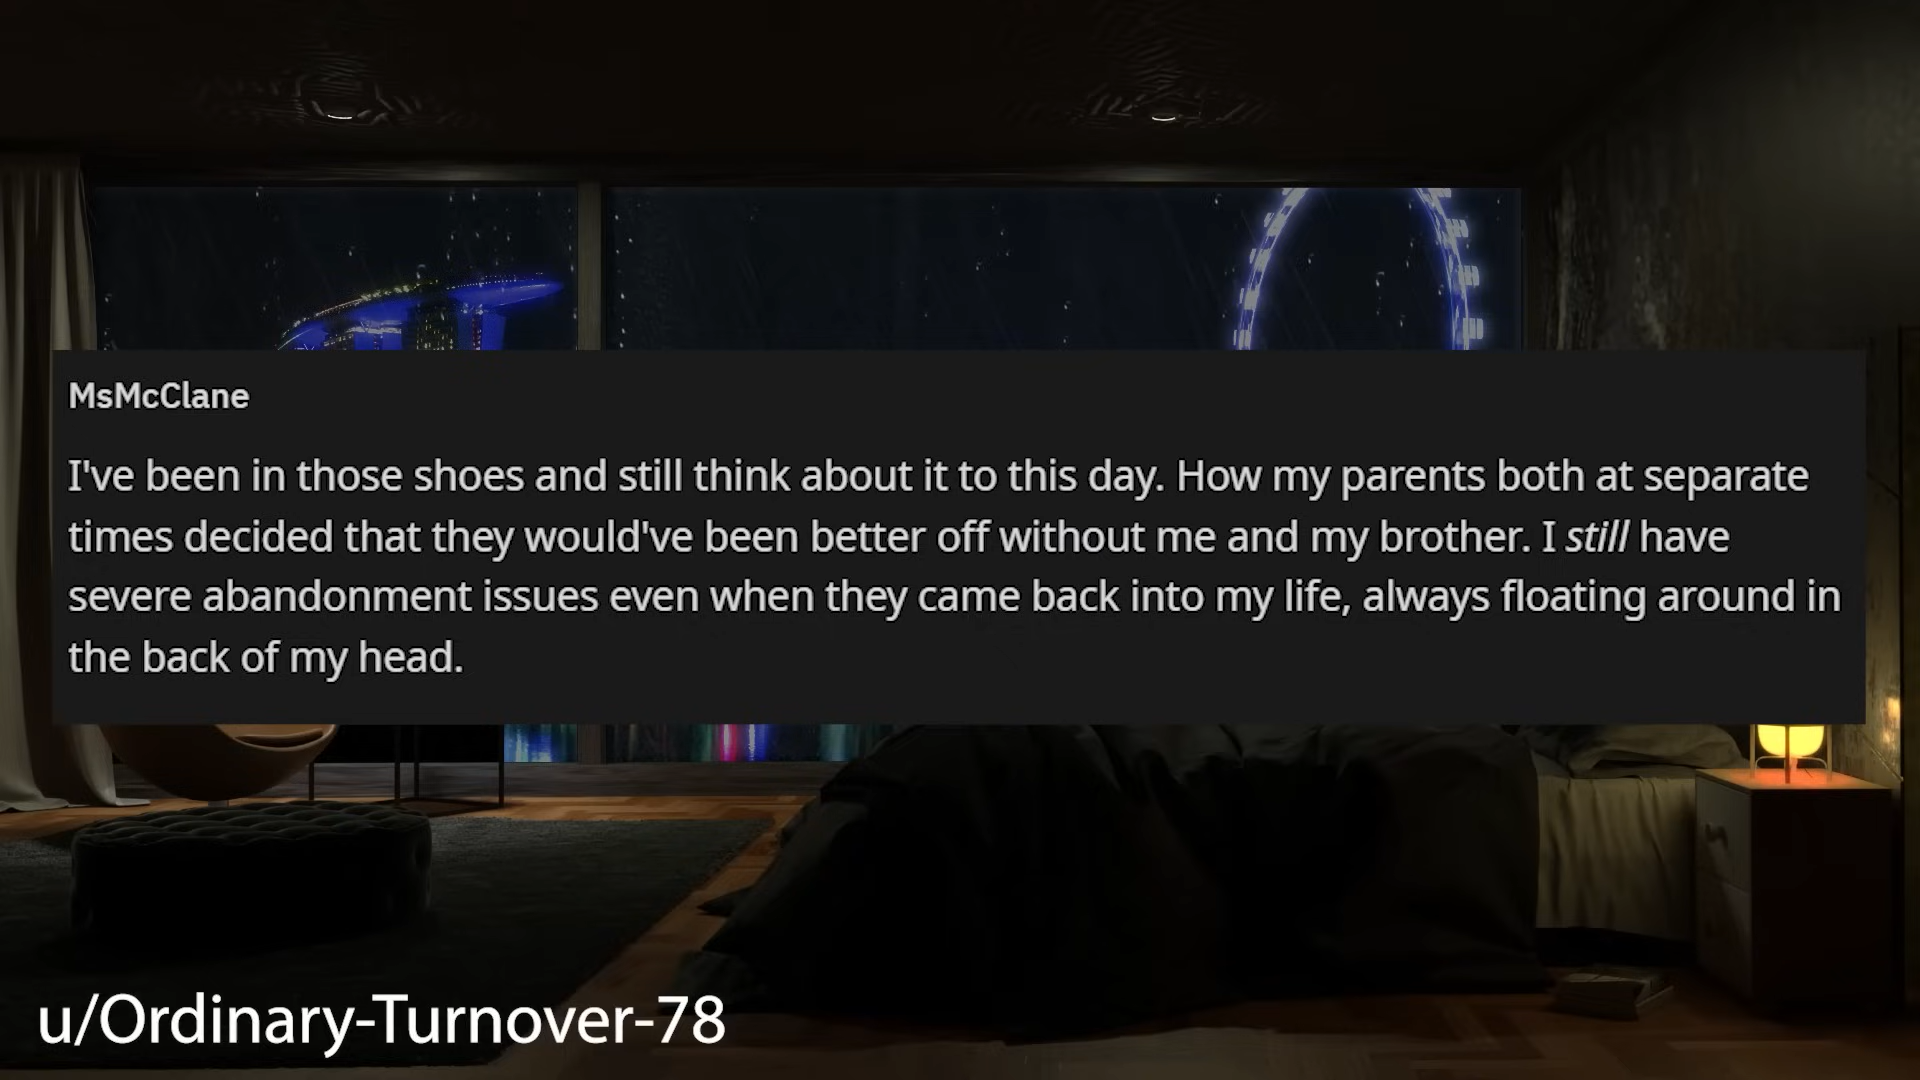 MsMcClane
I've been in those shoes and still think about it to this day. How my parents both at separate
times decided that they would've been better off without me and my brother. I still have
severe abandonment issues even when they came back into my life, always floating around in
the back of my head.
u/Ordinary-Turnover-78